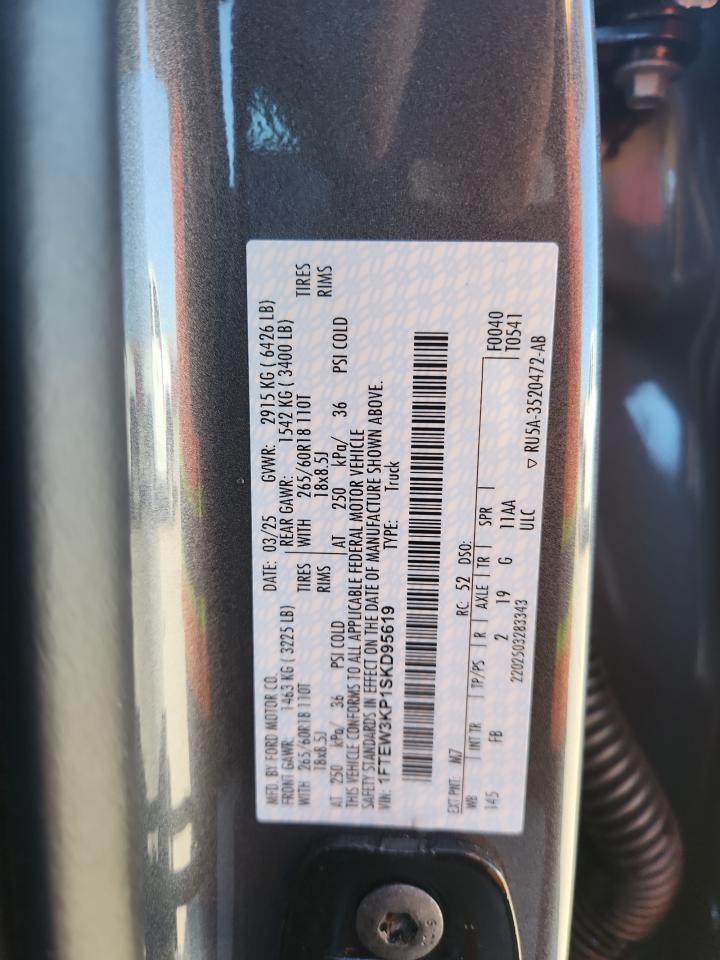 MFD. BY FORD MOTOR CO. DATE: 03/25 GVWR: 2915 KG ( 6426 LB)
FRONT GAWR: 1463 KG ( 3225 LB) REAR GAWR: 1542 KG ( 3400 LB)
WITH 265/60R18 110T TIRES WITH 265/60R18 110T TIRES
18x8.5J RIMS 18x8.5J RIMS
AT 250 kPa/ 36 PSI COLD AT 250 kPa/ 36 PSI COLD
THIS VEHICLE CONFORMS TO ALL APPLICABLE FEDERAL MOTOR VEHICLE
SAFETY STANDARDS IN EFFECT ON THE DATE OF MANUFACTURE SHOWN ABOVE.
VIN: 1FTEW3KP1SKD95619 TYPE: Truck
EXT PNT: M7 RC: 52 DSO:
WB INT TR TP/PS R AXLE TR SPR F0040
145 FB 2 19 G 11AA T0541
2202503283343 ULC ▽ RU5A-3520472-AB